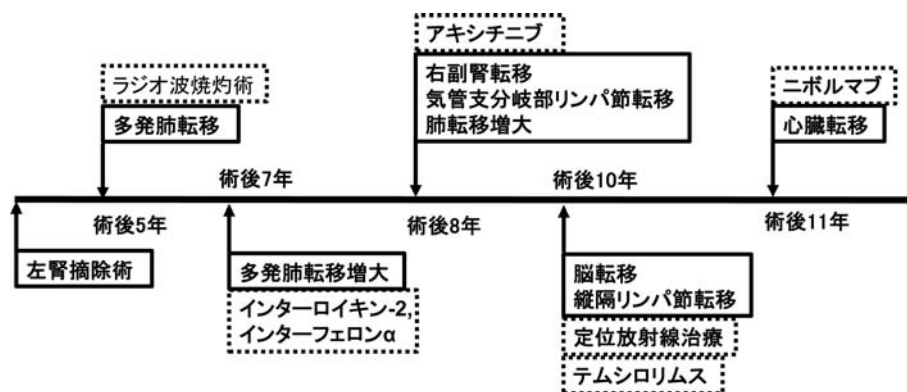 アキシチニブ
ラジオ波焼灼術
多発肺転移
右副腎転移
気管支分岐部リンパ節転移
肺転移増大
ニボルマブ
心臓転移
術後7年
術後10年
術後5年
術後8年
術後11年
左腎摘除術
多発肺転移増大
インターロイキン-2,
インターフェロンα
脳転移
縦隔リンパ節転移
定位放射線治療
テムシロリムス